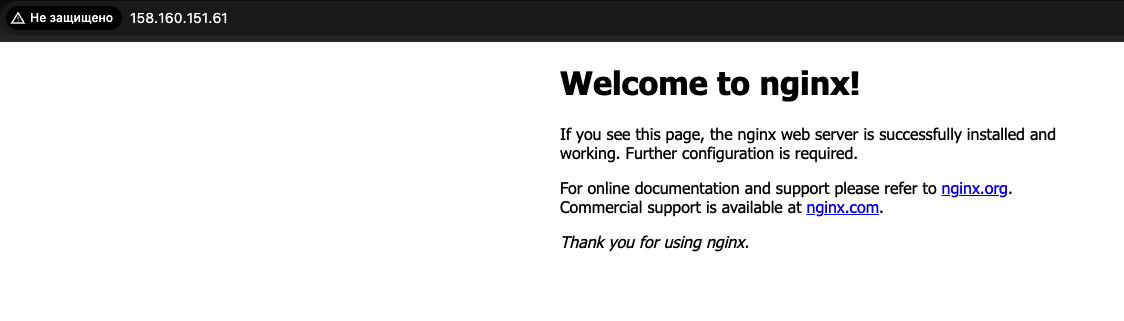 Не защищено 158.160.151.61
Welcome to nginx!
If you see this page, the nginx web server is successfully installed and
working. Further configuration is required.
For online documentation and support please refer to nginx.org.
Commercial support is available at nginx.com.
Thank you for using nginx.